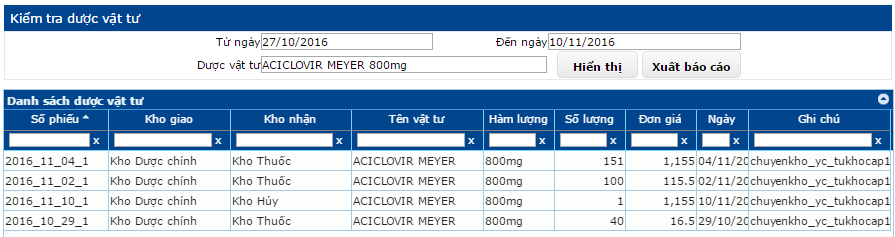 Kiểm tra dược vật tư
Từ ngày 27/10/2016 Đến ngày 10/11/2016
Dược vật tư ACICLOVIR MEYER 800mg Hiển thị Xuất báo cáo
Danh sách dược vật tư
Số phiếu Kho giao Kho nhận Tên vật tư Hàm lượng Số lượng Đơn giá Ngày Ghi chú
x x x x x x x x x
2016_11_04_1 Kho Dược chính Kho Thuốc ACICLOVIR MEYER 800mg 151 1,155 04/11/20 chuyenkho_yc_tukhocap1
2016_11_02_1 Kho Dược chính Kho Thuốc ACICLOVIR MEYER 800mg 100 115.5 02/11/20 chuyenkho_yc_tukhocap1
2016_11_10_1 Kho Dược chính Kho Hủy ACICLOVIR MEYER 800mg 1 1,155 10/11/20 chuyenkho_yc_tukhocap1
2016_10_29_1 Kho Dược chính Kho Thuốc ACICLOVIR MEYER 800mg 40 16.5 29/10/20 chuyenkho_yc_tukhocap1